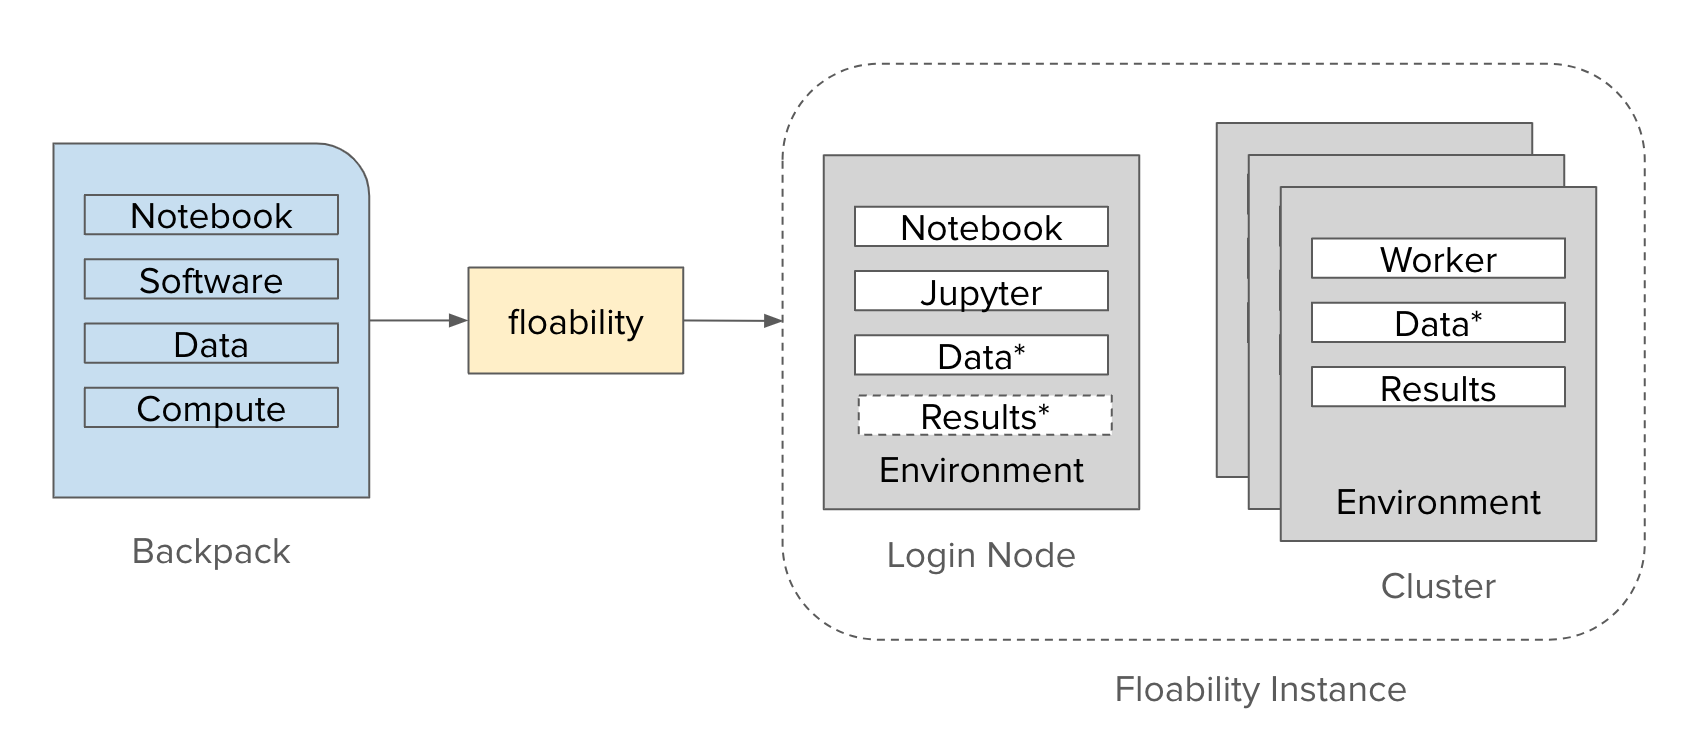 Notebook
Software
Data
Compute
Backpack
floability
Notebook
Jupyter
Data*
Results*
Environment
Login Node
Worker
Data*
Results
Environment
Cluster
Floability Instance